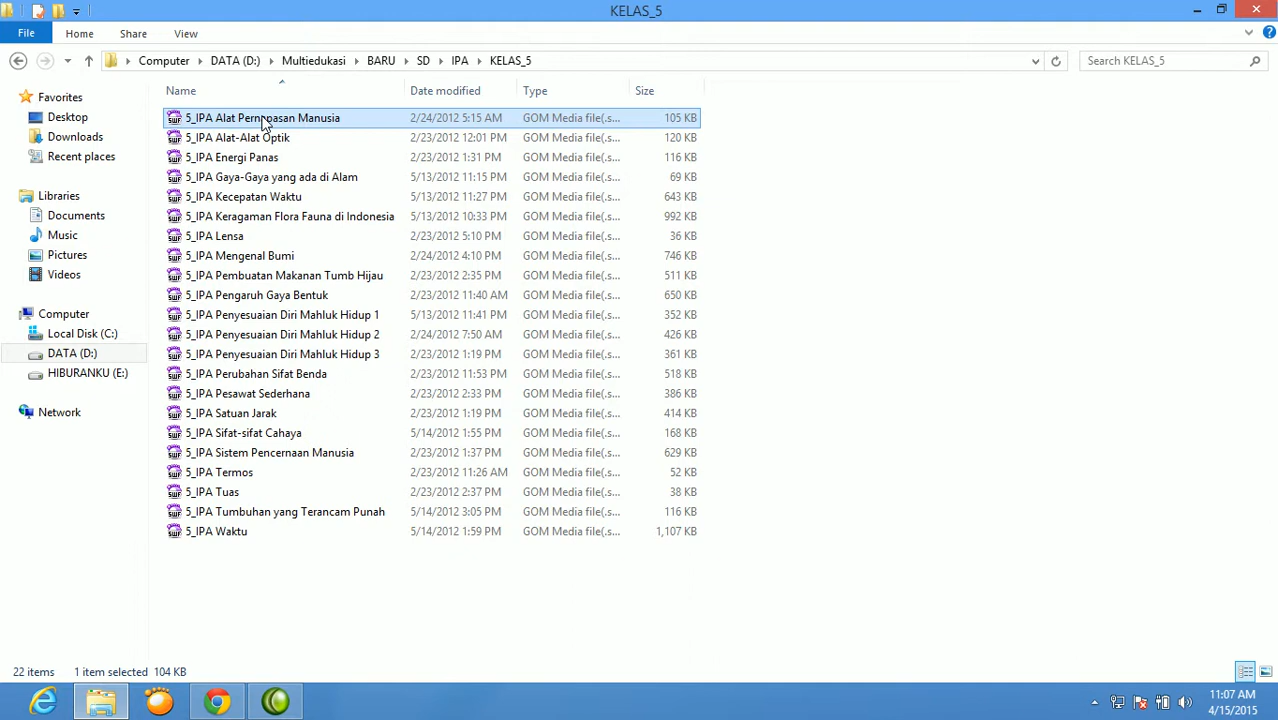 KELAS_5
File Home Share View
Computer DATA (D:) Multiedukasi BARU SD IPA KELAS_5 Search KELAS_5
Name Date modified Type Size
Favorites
Desktop
Downloads
Recent places
Libraries
Documents
Music
Pictures
Videos
Computer
Local Disk (C:)
DATA (D:)
HIBURANKU (E:)
Network
5_IPA Alat Pernapasan Manusia 2/24/2012 5:15 AM GOM Media file(.s... 105 KB
5_IPA Alat-Alat Optik 2/23/2012 12:01 PM GOM Media file(.s... 120 KB
5_IPA Energi Panas 2/23/2012 1:31 PM GOM Media file(.s... 116 KB
5_IPA Gaya-Gaya yang ada di Alam 5/13/2012 11:15 PM GOM Media file(.s... 69 KB
5_IPA Kecepatan Waktu 5/13/2012 11:27 PM GOM Media file(.s... 643 KB
5_IPA Keragaman Flora Fauna di Indonesia 5/13/2012 10:33 PM GOM Media file(.s... 992 KB
5_IPA Lensa 2/23/2012 5:10 PM GOM Media file(.s... 36 KB
5_IPA Mengenal Bumi 2/24/2012 4:10 PM GOM Media file(.s... 746 KB
5_IPA Pembuatan Makanan Tumb Hijau 2/23/2012 2:35 PM GOM Media file(.s... 511 KB
5_IPA Pengaruh Gaya Bentuk 2/23/2012 11:40 AM GOM Media file(.s... 650 KB
5_IPA Penyesuaian Diri Mahluk Hidup 1 5/13/2012 11:41 PM GOM Media file(.s... 352 KB
5_IPA Penyesuaian Diri Mahluk Hidup 2 2/24/2012 7:50 AM GOM Media file(.s... 426 KB
5_IPA Penyesuaian Diri Mahluk Hidup 3 2/23/2012 1:19 PM GOM Media file(.s... 361 KB
5_IPA Perubahan Sifat Benda 2/23/2012 11:53 PM GOM Media file(.s... 518 KB
5_IPA Pesawat Sederhana 2/23/2012 2:33 PM GOM Media file(.s... 386 KB
5_IPA Satuan Jarak 2/23/2012 1:19 PM GOM Media file(.s... 414 KB
5_IPA Sifat-sifat Cahaya 5/14/2012 1:55 PM GOM Media file(.s... 168 KB
5_IPA Sistem Pencernaan Manusia 2/23/2012 1:37 PM GOM Media file(.s... 629 KB
5_IPA Termos 2/23/2012 11:26 AM GOM Media file(.s... 52 KB
5_IPA Tuas 2/23/2012 2:37 PM GOM Media file(.s... 38 KB
5_IPA Tumbuhan yang Terancam Punah 5/14/2012 3:05 PM GOM Media file(.s... 116 KB
5_IPA Waktu 5/14/2012 1:59 PM GOM Media file(.s... 1,107 KB
22 items 1 item selected 104 KB
11:07 AM
4/15/2015